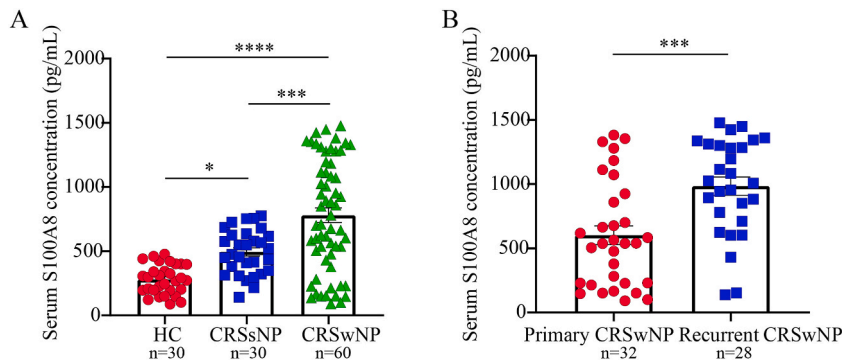 A
Serum S100A8 concentration (pg/mL)
2000
1500
1000
500
0
****
***
*
HC
n=30
CRSsNP
n=30
CRSwNP
n=60
B
Serum S100A8 concentration (pg/mL)
2000
1500
1000
500
0
***
Primary CRSwNP
n=32
Recurrent CRSwNP
n=28